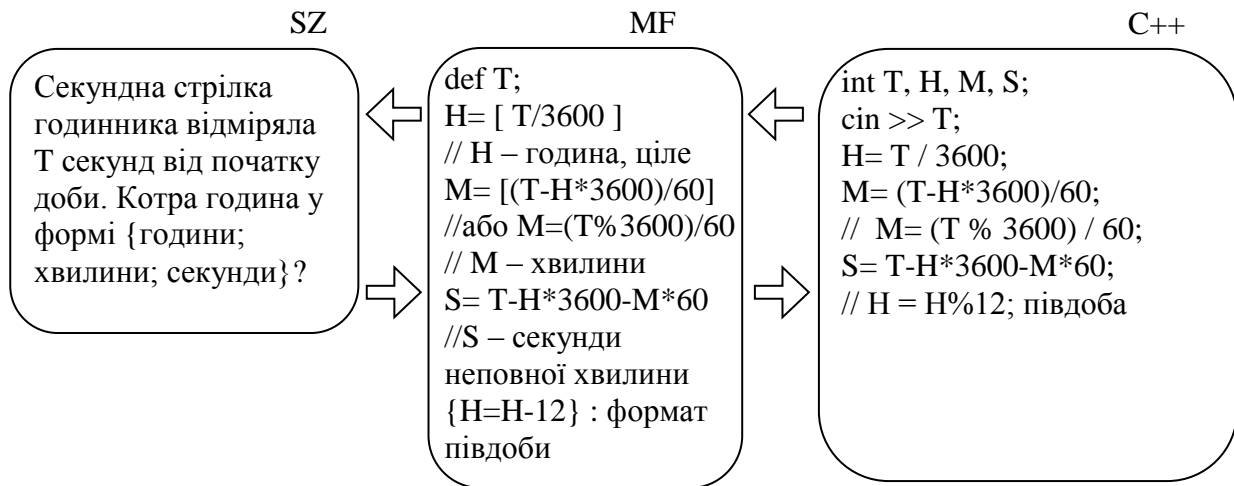 SZ
Секундна стрілка
годинника відміряла
Т секунд від початку
доби. Котра година у
формі {години;
хвилини; секунди}?
MF
def T;
H= [ T/3600 ]
// H – година, ціле
M= [(T-H*3600)/60]
//або M=(T%3600)/60
// M – хвилини
S= T-H*3600-M*60
//S – секунди
неповної хвилини
{H=H-12} : формат
півдоби
C++
int T, H, M, S;
cin >> T;
H= T / 3600;
M= (T-H*3600)/60;
//  M= (T % 3600) / 60;
S= T-H*3600-M*60;
// H = H%12; півдоба